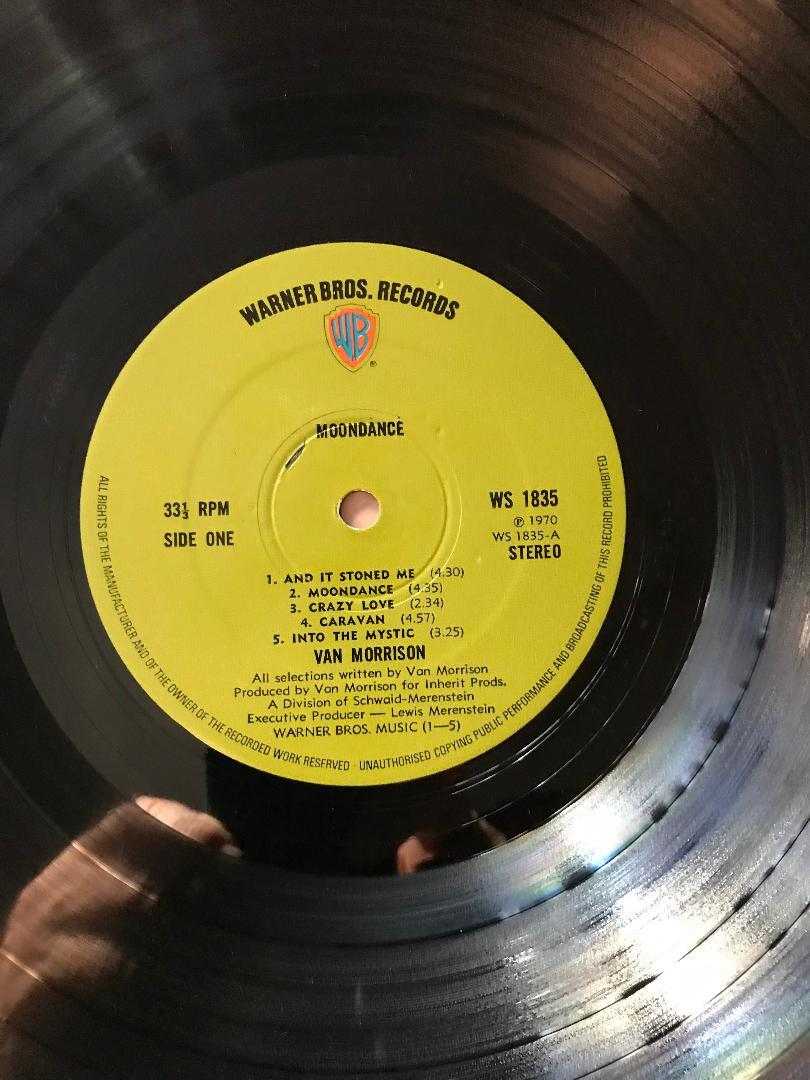 WARNER BROS. RECORDS
WB
®
MOONDANCE
33⅓ RPM
SIDE ONE
WS 1835
℗ 1970
WS 1835-A
STEREO
1. AND IT STONED ME (4.30)
2. MOONDANCE (4.35)
3. CRAZY LOVE (2.34)
4. CARAVAN (4.57)
5. INTO THE MYSTIC (3.25)
VAN MORRISON
All selections written by Van Morrison
Produced by Van Morrison for Inherit Prods.
A Division of Schwaid-Merenstein
Executive Producer — Lewis Merenstein
WARNER BROS. MUSIC (1—5)
ALL RIGHTS OF THE MANUFACTURER AND OF THE OWNER OF THE RECORDED WORK RESERVED · UNAUTHORISED COPYING PUBLIC PERFORMANCE AND BROADCASTING OF THIS RECORD PROHIBITED